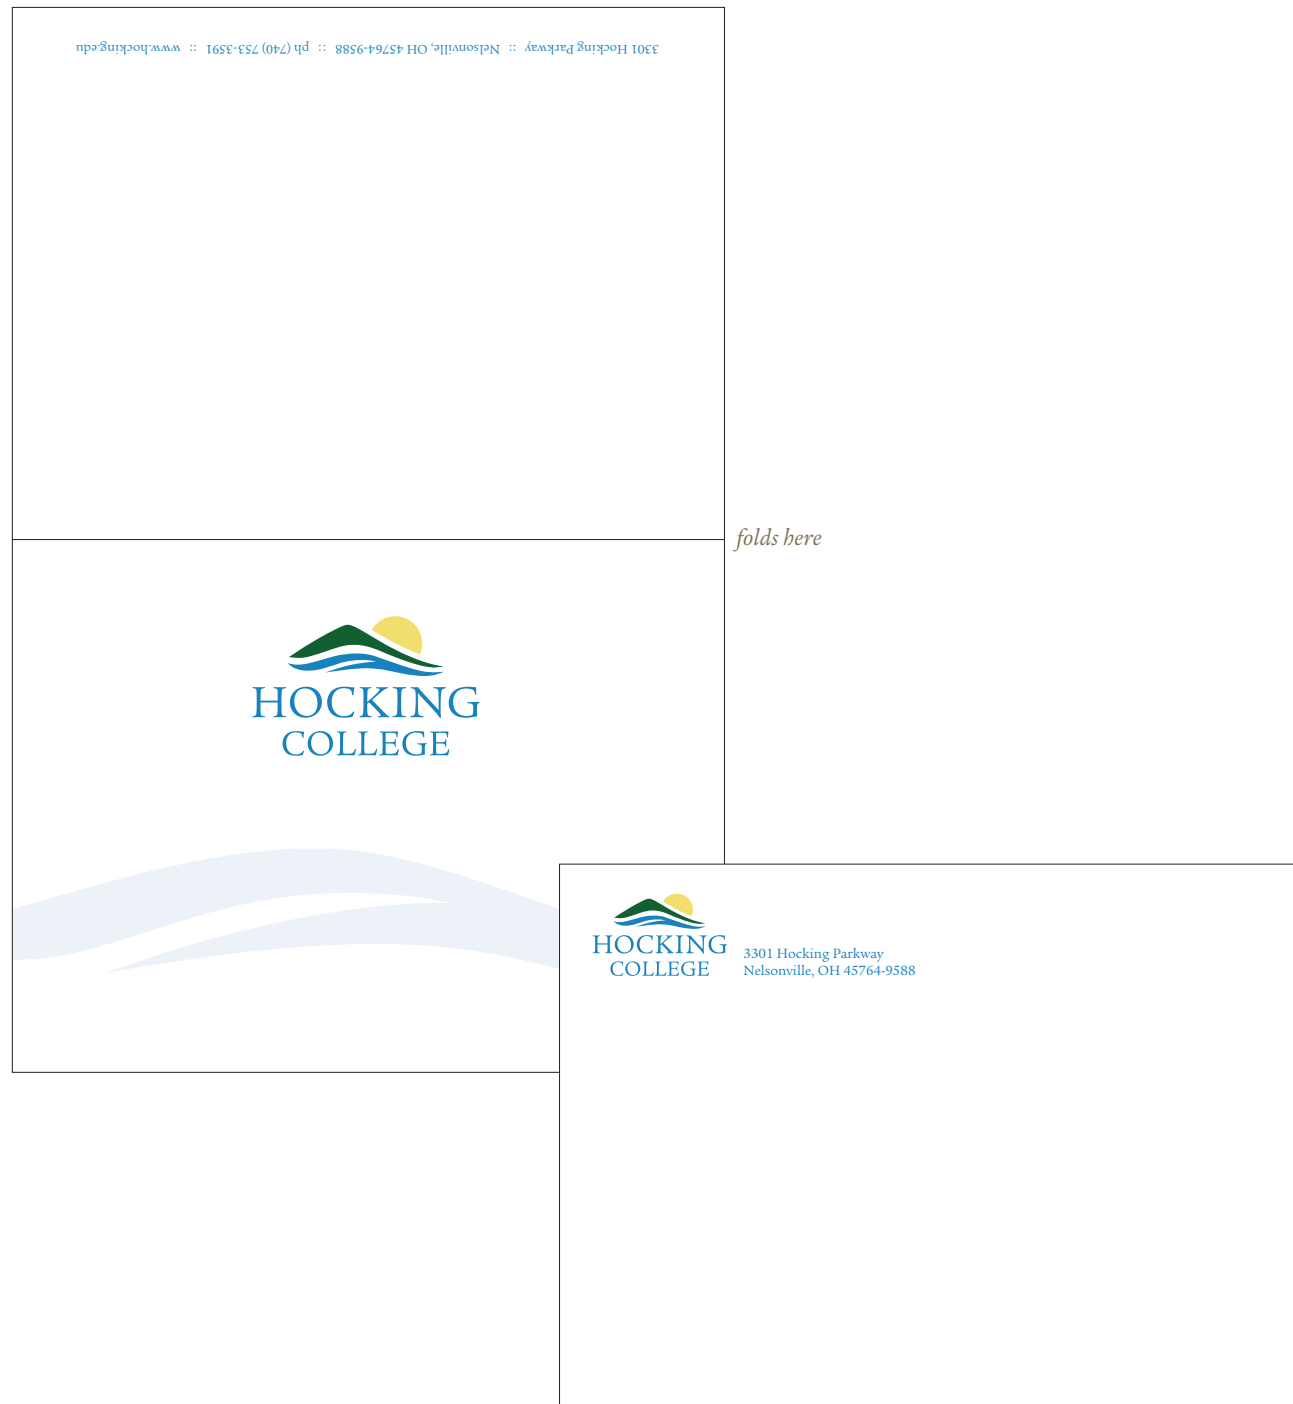 3301 Hocking Parkway :: Nelsonville, OH 45764-9588 :: ph (740) 753-3591 :: www.hocking.edu
folds here
HOCKING
COLLEGE
HOCKING
COLLEGE
3301 Hocking Parkway
Nelsonville, OH 45764-9588